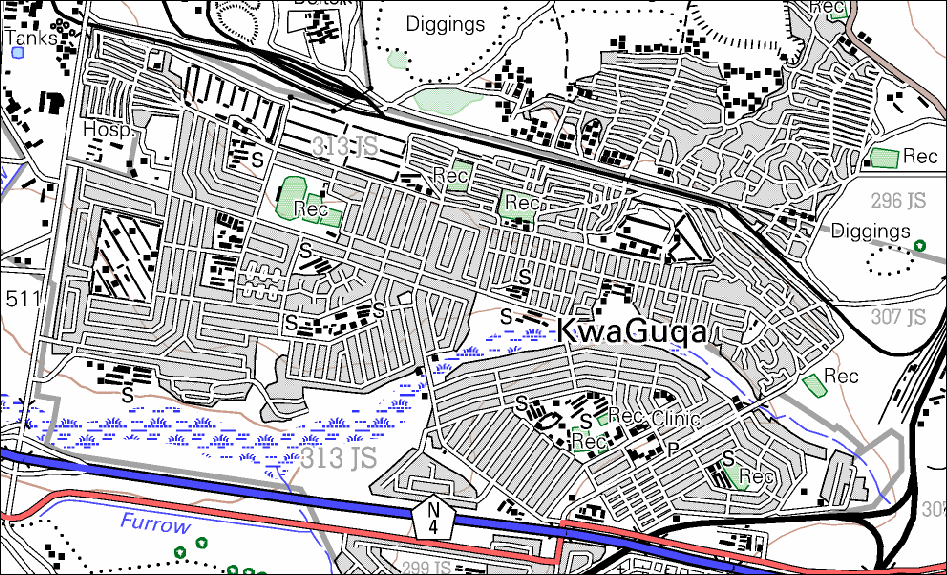 Rec
Diggings
Tanks
Hosp
313 JS
S
Rec
Rec
Rec
Rec
296 JS
Diggings
S
S
511
S
S
S
307 JS
KwaGuqa
Rec
S
S
Rec
Clinic
S
Rec
P
S
Rec
313 JS
N
4
Furrow
299 JS